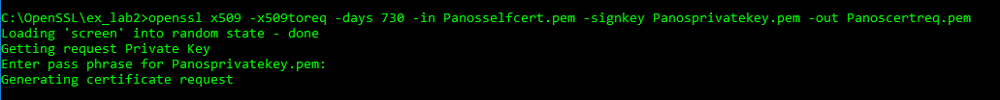 C:\OpenSSL\ex_lab2>openssl x509 -x509toreq -days 730 -in Panosselfcert.pem -signkey Panosprivatekey.pem -out Panoscertreq.pem
Loading 'screen' into random state - done
Getting request Private Key
Enter pass phrase for Panosprivatekey.pem:
Generating certificate request